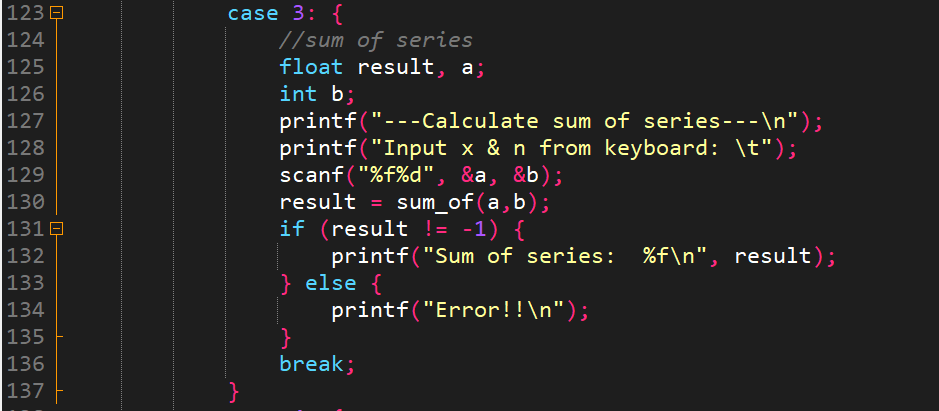 123 case 3: {
124 //sum of series
125 float result, a;
126 int b;
127 printf("---Calculate sum of series---\n");
128 printf("Input x & n from keyboard: \t");
129 scanf("%f%d", &a, &b);
130 result = sum_of(a,b);
131 if (result != -1) {
132 printf("Sum of series:  %f\n", result);
133 } else {
134 printf("Error!!\n");
135 }
136 break;
137 }